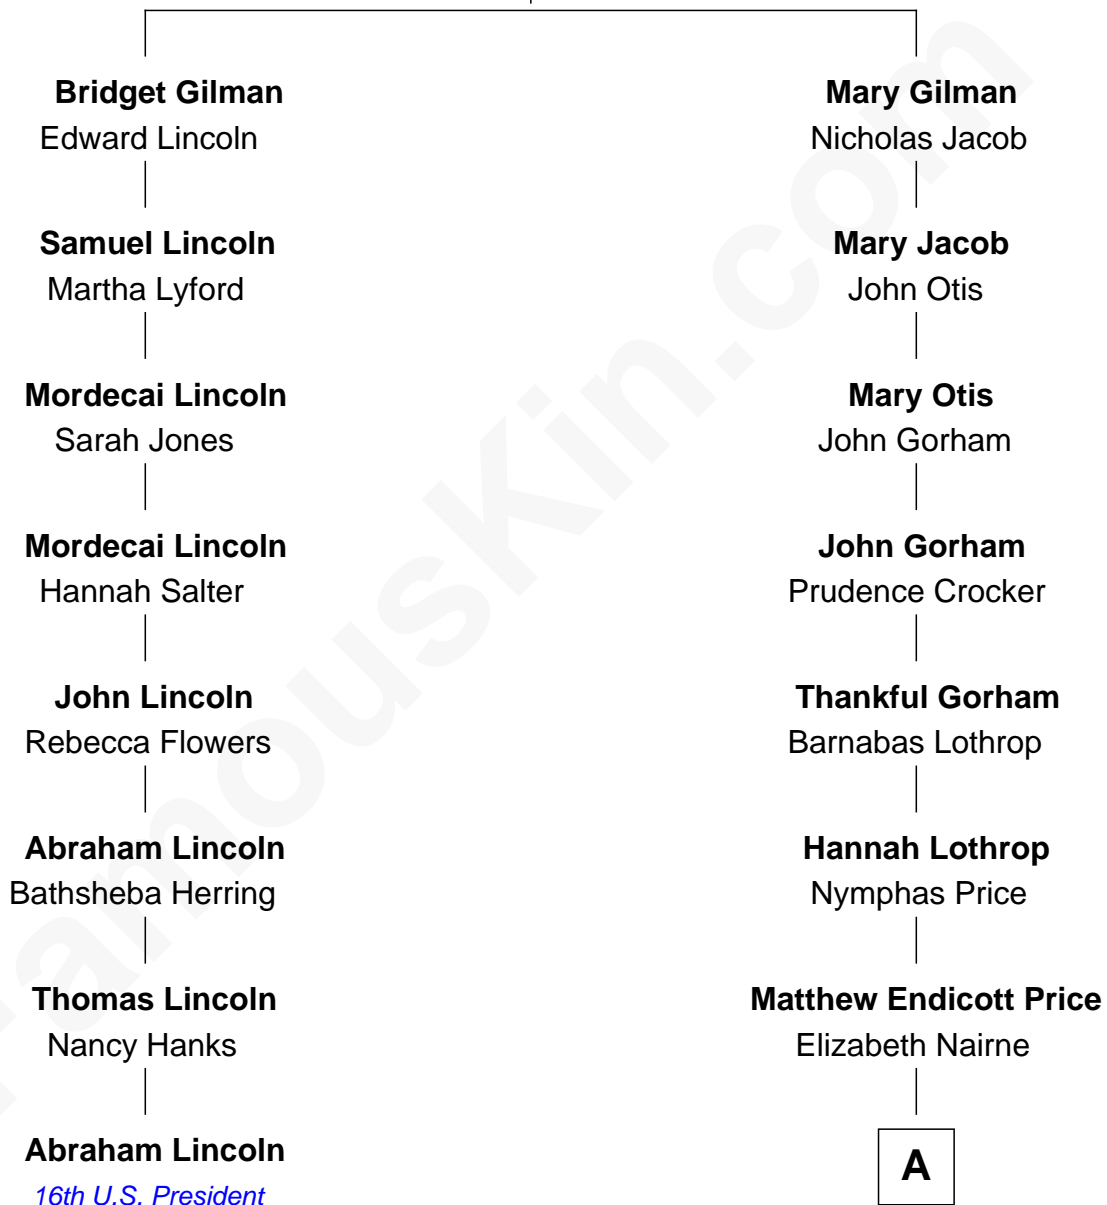 Bridget Gilman
Edward Lincoln
Mary Gilman
Nicholas Jacob
Samuel Lincoln
Martha Lyford
Mary Jacob
John Otis
Mordecai Lincoln
Sarah Jones
Mary Otis
John Gorham
Mordecai Lincoln
Hannah Salter
John Gorham
Prudence Crocker
John Lincoln
Rebecca Flowers
Thankful Gorham
Barnabas Lothrop
Abraham Lincoln
Bathsheba Herring
Hannah Lothrop
Nymphas Price
Thomas Lincoln
Nancy Hanks
Matthew Endicott Price
Elizabeth Nairne
Abraham Lincoln
16th U.S. President
A
FamousKin.com